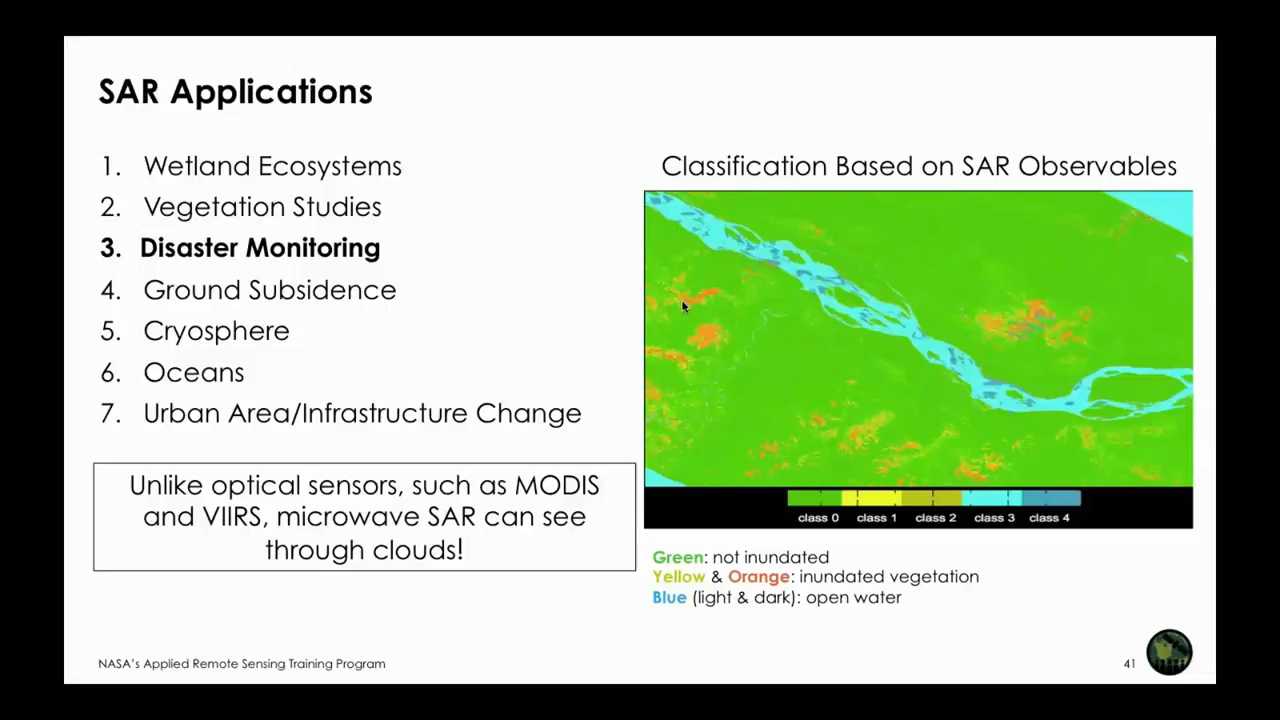 SAR Applications
1. Wetland Ecosystems
2. Vegetation Studies
3. Disaster Monitoring
4. Ground Subsidence
5. Cryosphere
6. Oceans
7. Urban Area/Infrastructure Change
Unlike optical sensors, such as MODIS
and VIIRS, microwave SAR can see
through clouds!
Classification Based on SAR Observables
class 0 class 1 class 2 class 3 class 4
Green: not inundated
Yellow & Orange: inundated vegetation
Blue (light & dark): open water
NASA's Applied Remote Sensing Training Program
41